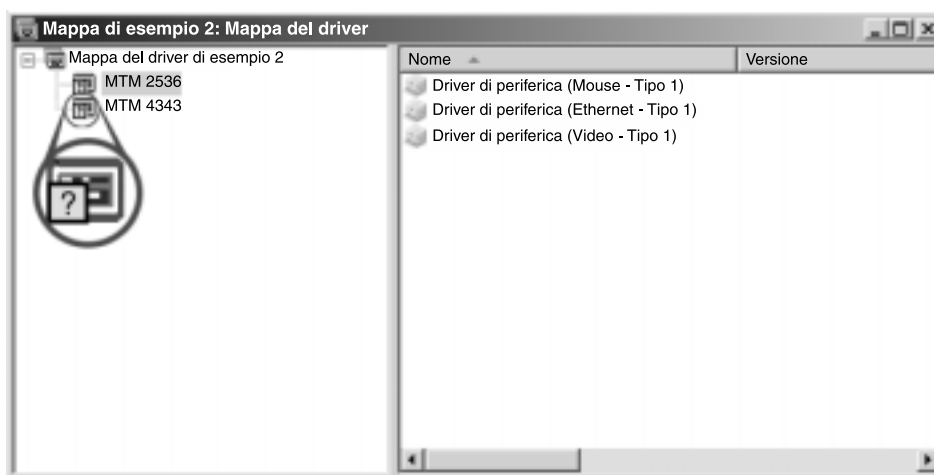 Mappa di esempio 2: Mappa del driver
Mappa del driver di esempio 2
MTM 2536
MTM 4343
?
Nome
Versione
Driver di periferica (Mouse - Tipo 1)
Driver di periferica (Ethernet - Tipo 1)
Driver di periferica (Video - Tipo 1)